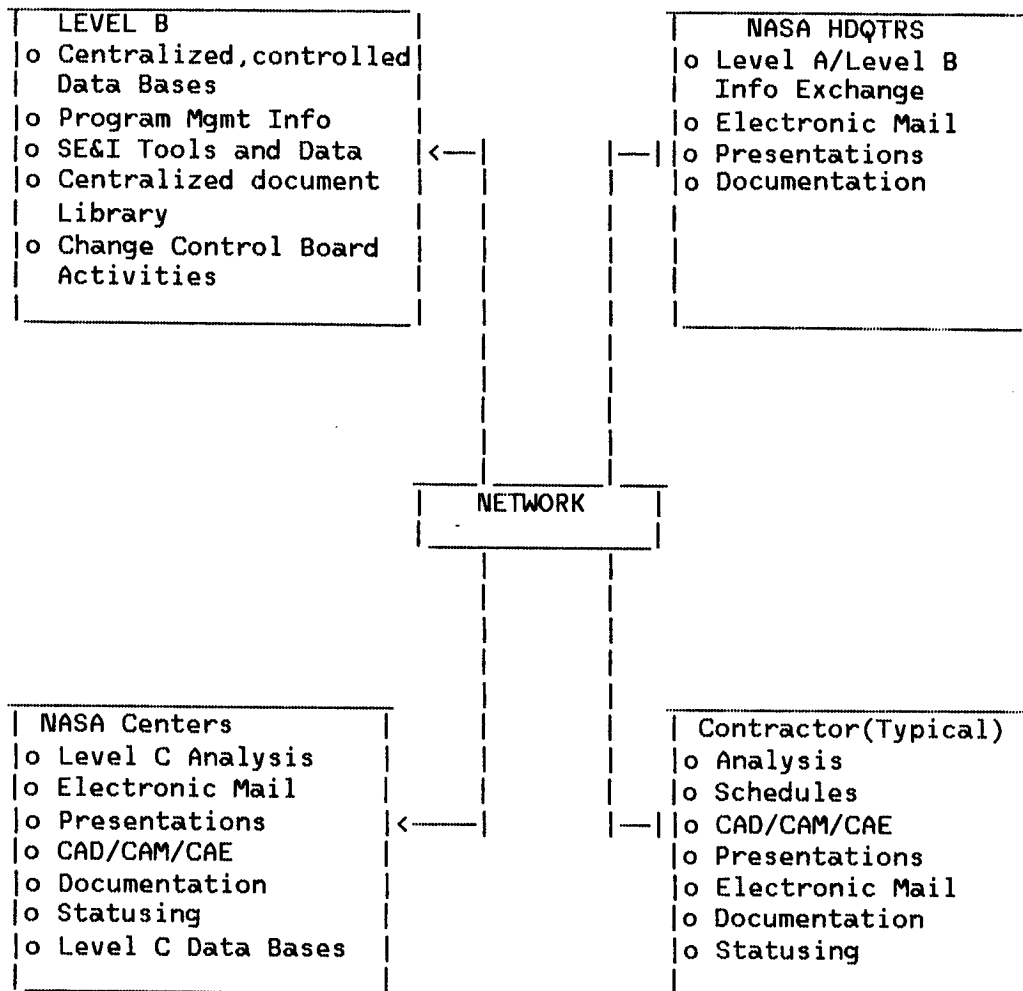 LEVEL B
o Centralized,controlled
Data Bases
o Program Mgmt Info
o SE&I Tools and Data
o Centralized document
Library
o Change Control Board
Activities
NASA HDQTRS
o Level A/Level B
Info Exchange
o Electronic Mail
o Presentations
o Documentation
NETWORK
NASA Centers
o Level C Analysis
o Electronic Mail
o Presentations
o CAD/CAM/CAE
o Documentation
o Statusing
o Level C Data Bases
Contractor(Typical)
o Analysis
o Schedules
o CAD/CAM/CAE
o Presentations
o Electronic Mail
o Documentation
o Statusing